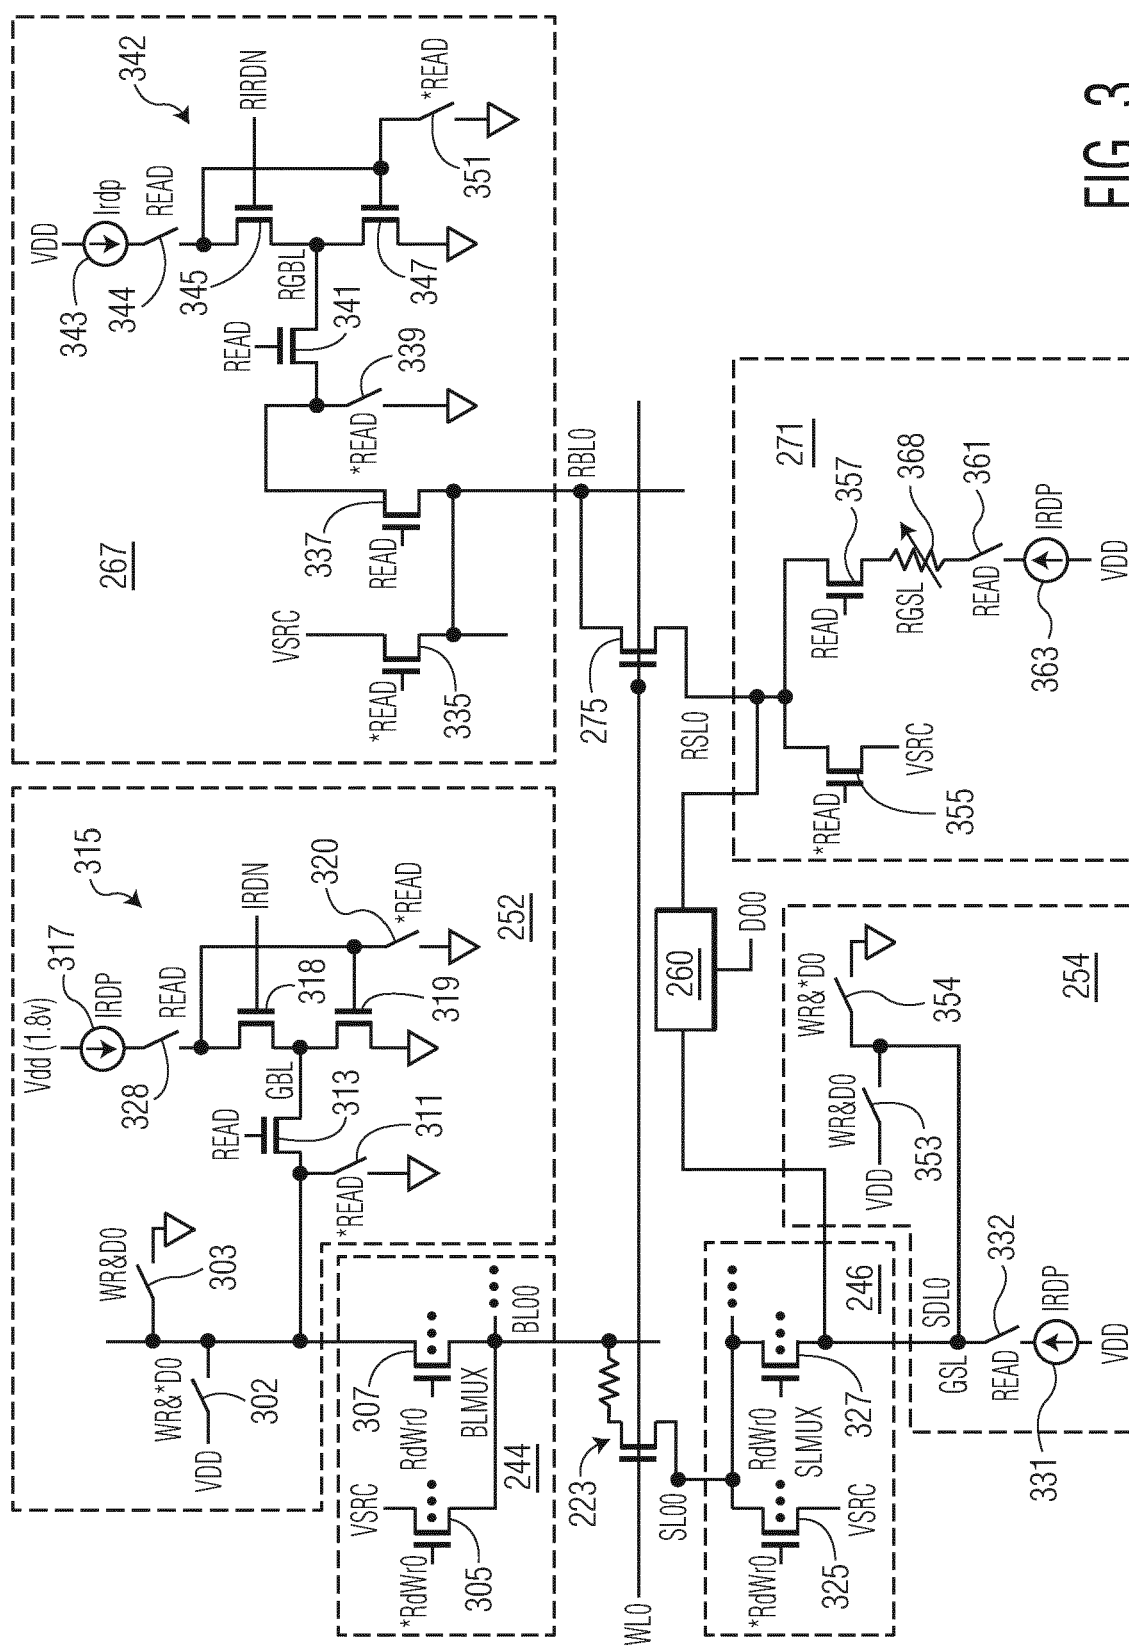 342
RIRDN
*READ
351
VDD
Irdp
READ
343
344
345
RGBL
347
READ
341
339
*READ
267
337
READ
VSRC
*READ
335
RBL0
275
RSL0
271
357
368
361
READ
RGSL
READ
IRDP
363
VDD
*READ
VSRC
355
315
Vdd (1.8v)
317
IRDP
READ
328
IRDN
320
*READ
252
318
319
GBL
READ
313
311
*READ
WR&D0
303
WR&*D0
302
VDD
307
RdWr0
BLMUX
BL00
VSRC
*RdWr0
305
244
223
SL00
WL0
260
DO0
WR&*D0
354
254
WR&D0
353
VDD
246
SDL0
GSL
332
READ
IRDP
331
VDD
RdWr0
SLMUX
327
*RdWr0
325
VSRC
FIG 3